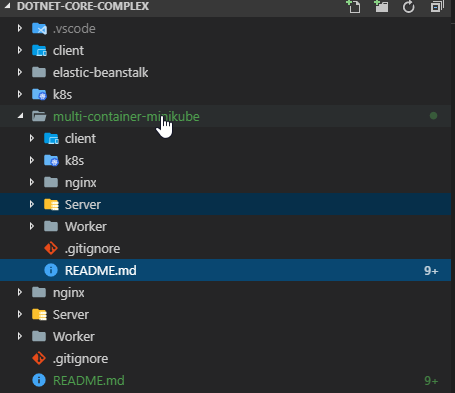 DOTNET-CORE-COMPLEX
.vscode
client
elastic-beanstalk
k8s
multi-container-minikube
client
k8s
nginx
Server
Worker
.gitignore
README.md 9+
nginx
Server
Worker
.gitignore
README.md 9+